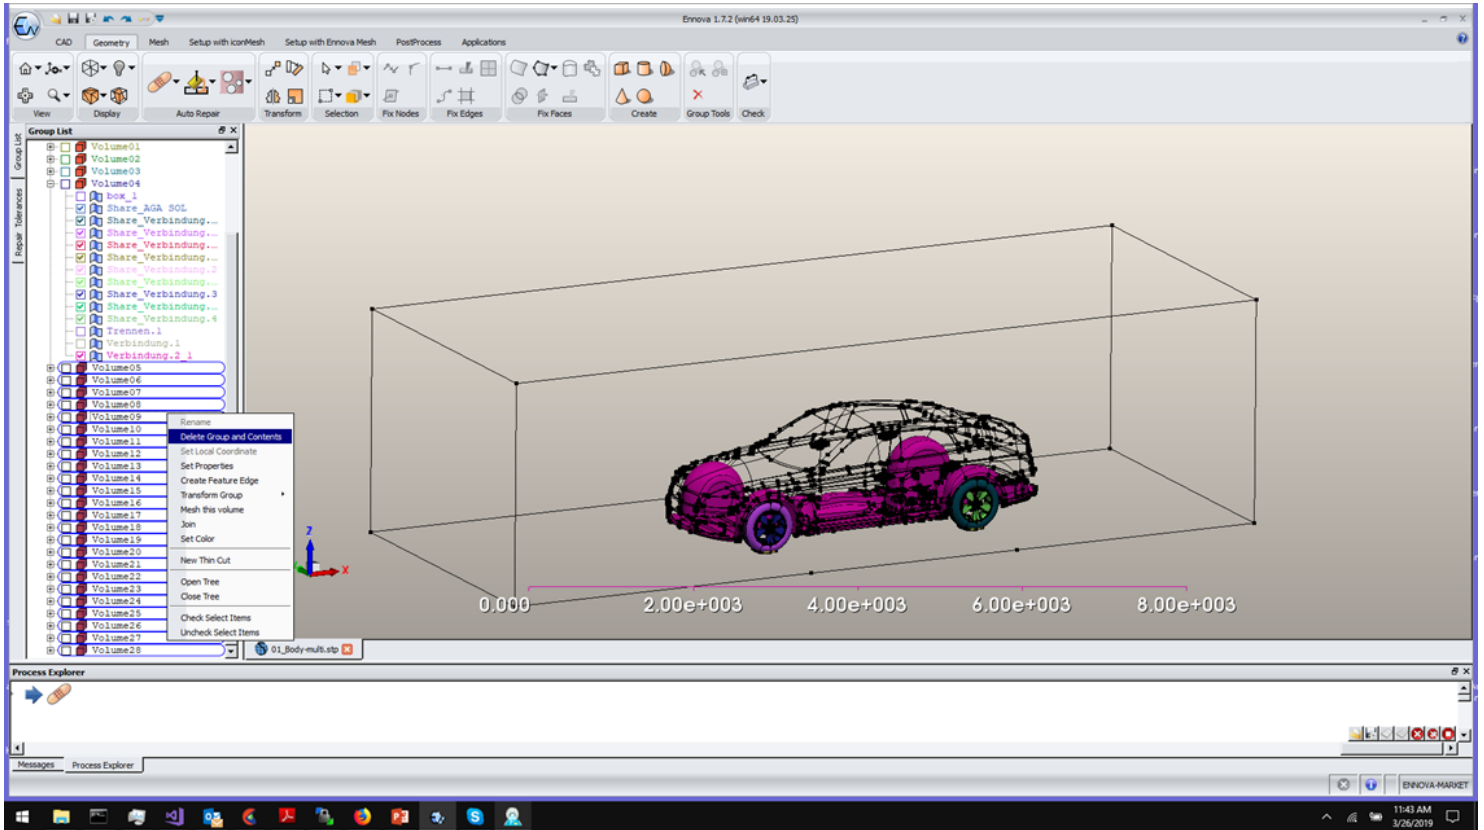 Ennova 1.7.2 (win64 19.03.25)
CAD Geometry Mesh Setup with iconMesh Setup with Ennova Mesh PostProcess Applications
View Display Auto Repair Transform Selection Fix Nodes Fix Edges Fix Faces Create Group Tools Check
Group List
Group List
Repair Tolerances
Volume01
Volume02
Volume03
Volume04
box_1
Share_AGA SOL
Share_Verbindung...
Share_Verbindung...
Share_Verbindung...
Share_Verbindung...
Share_Verbindung.2
Share_Verbindung...
Share_Verbindung.3
Share_Verbindung...
Share_Verbindung.4
Trennen.1
Verbindung.1
Verbindung.2_1
Volume05
Volume06
Volume07
Volume08
Volume09
Volume10
Volume11
Volume12
Volume13
Volume14
Volume15
Volume16
Volume17
Volume18
Volume19
Volume20
Volume21
Volume22
Volume23
Volume24
Volume25
Volume26
Volume27
Volume28
Rename
Delete Group and Contents
Set Local Coordinate
Set Properties
Create Feature Edge
Transform Group
Mesh this volume
Join
Set Color
New Thin Cut
Open Tree
Close Tree
Check Select Items
Uncheck Select Items
Z
X
0.000 2.00e+003 4.00e+003 6.00e+003 8.00e+003
01_Body-multi.stp
Process Explorer
Messages Process Explorer
ENNOVA-MARKET
11:43 AM
3/26/2019